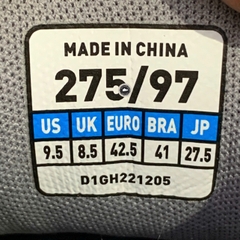 MADE IN CHINA
275/97
US UK EURO BRA JP
9.5 8.5 42.5 41 27.5
D1GH221205